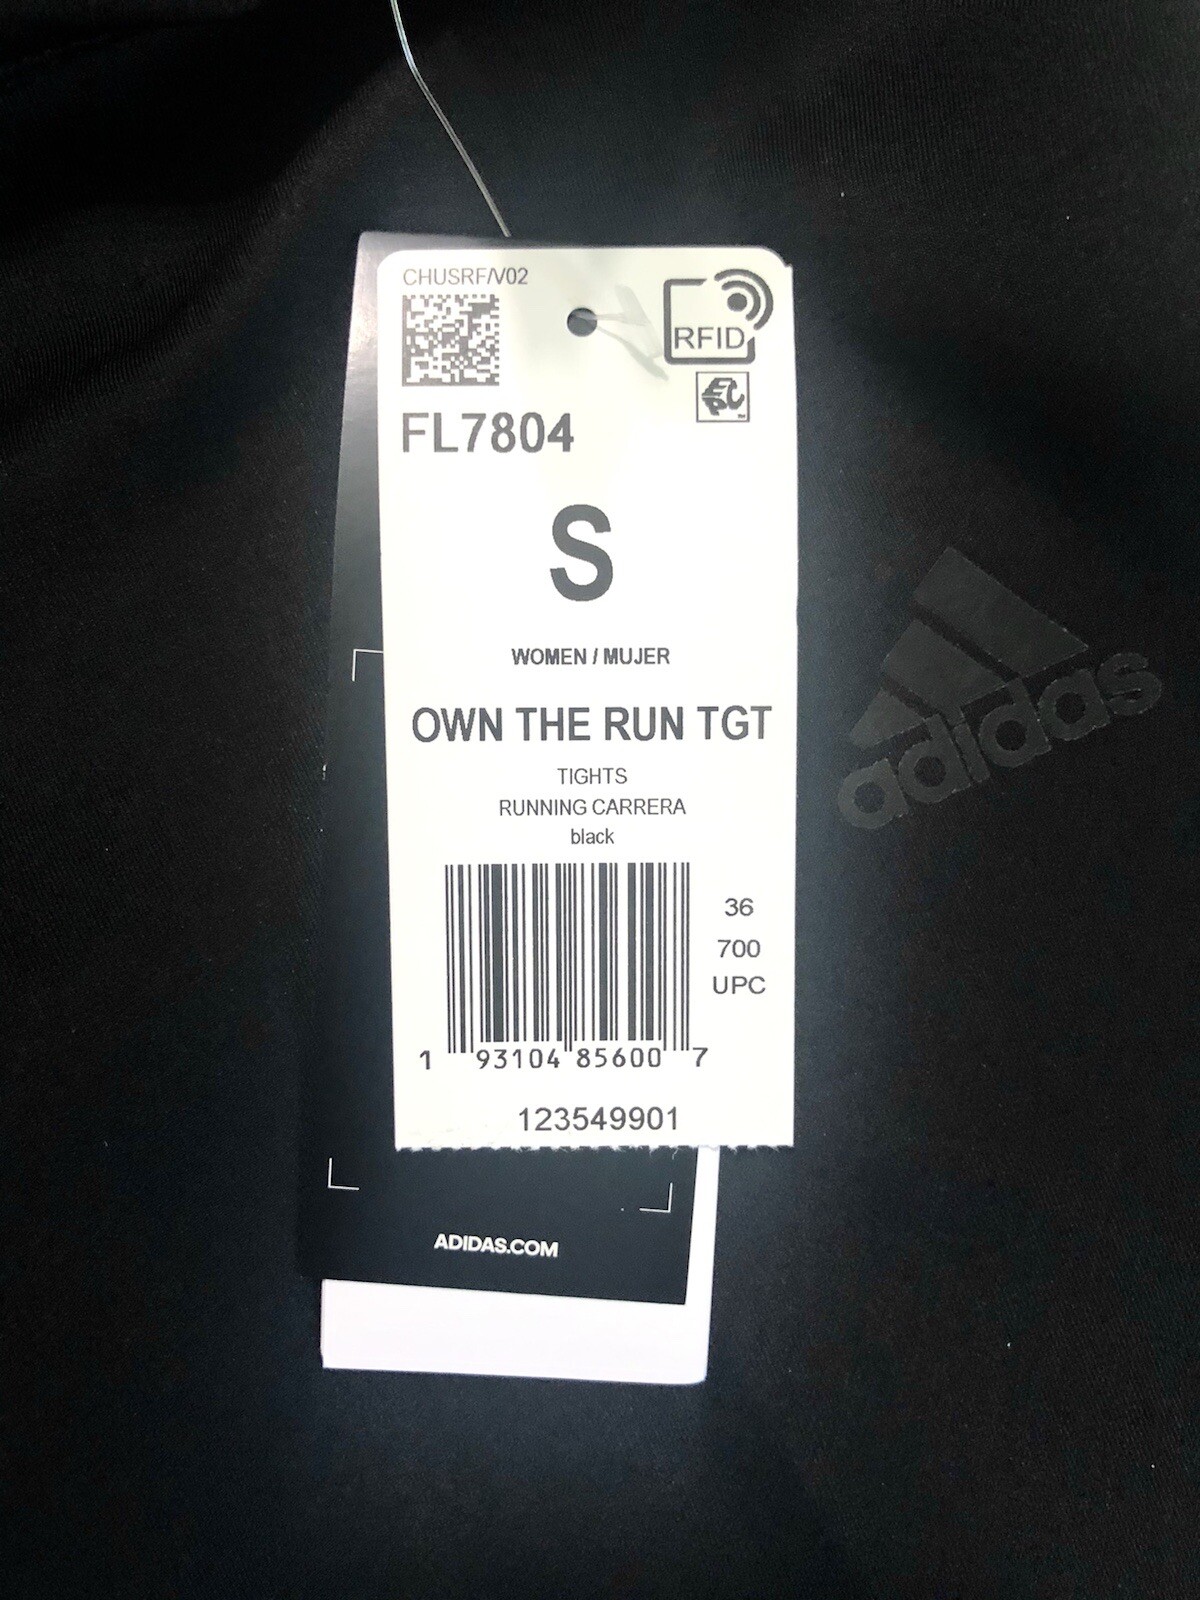 CHUSRF/V02
RFID
EPC
FL7804
S
WOMEN / MUJER
OWN THE RUN TGT
TIGHTS
RUNNING CARRERA
black
36
700
UPC
1 93104 85600 7
123549901
ADIDAS.COM
adidas